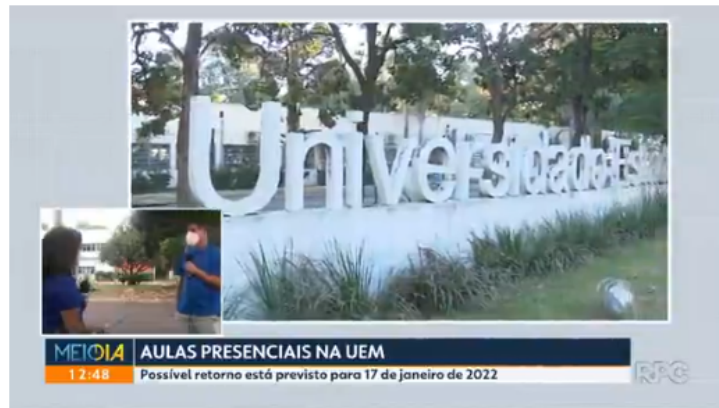 Universidade Es
MEIODIA
AULAS PRESENCIAIS NA UEM
12:48
Possível retorno está previsto para 17 de janeiro de 2022
RPC